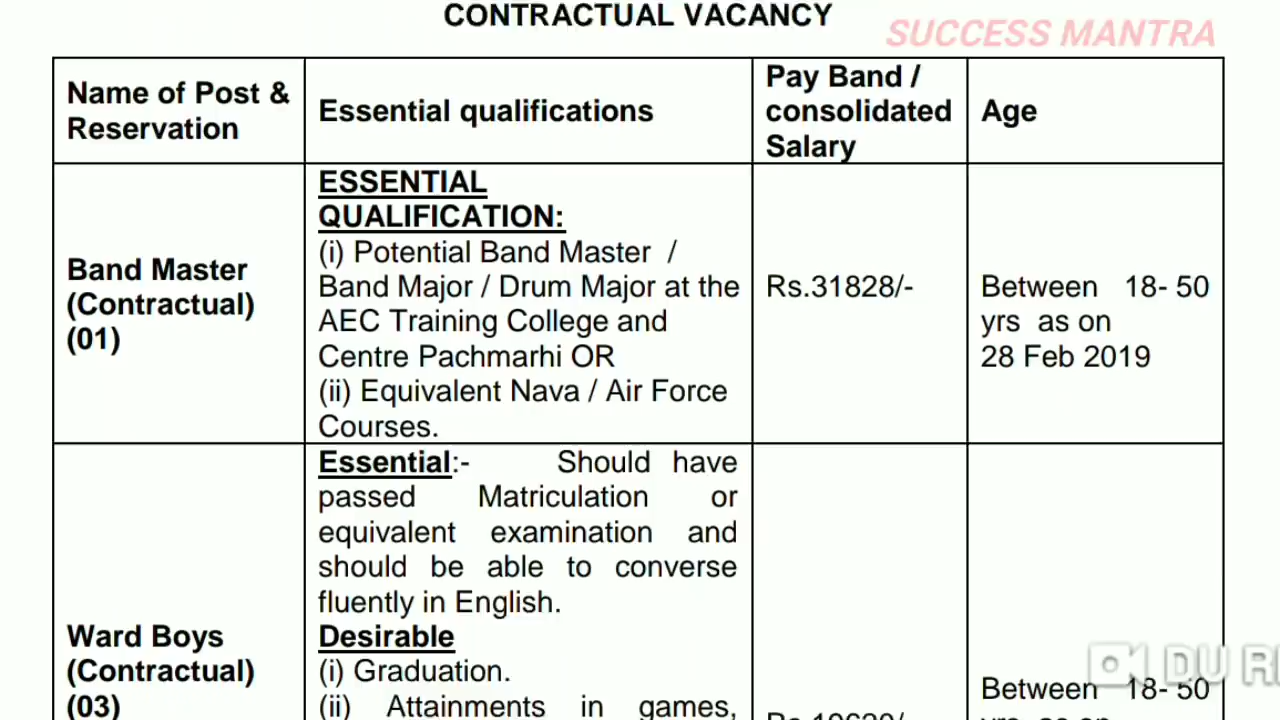 CONTRACTUAL VACANCY
SUCCESS MANTRA
Name of Post &
Reservation
Essential qualifications
Pay Band /
consolidated
Salary
Age
Band Master
(Contractual)
(01)
ESSENTIAL
QUALIFICATION:
(i) Potential Band Master /
Band Major / Drum Major at the
AEC Training College and
Centre Pachmarhi OR
(ii) Equivalent Nava / Air Force
Courses.
Rs.31828/-
Between 18- 50
yrs as on
28 Feb 2019
Ward Boys
(Contractual)
(03)
Essential:- Should have
passed Matriculation or
equivalent examination and
should be able to converse
fluently in English.
Desirable
(i) Graduation.
(ii) Attainments in games,
Between 18- 50
yrs as on
DU